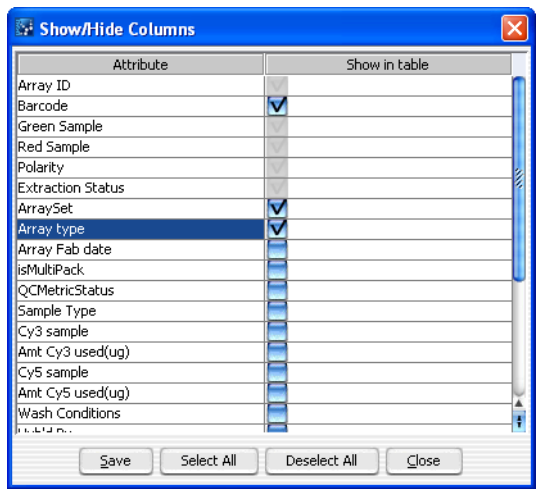 Show/Hide Columns
Attribute Show in table
Array ID
Barcode
Green Sample
Red Sample
Polarity
Extraction Status
ArraySet
Array type
Array Fab date
isMultiPack
QCMetricStatus
Sample Type
Cy3 sample
Amt Cy3 used(ug)
Cy5 sample
Amt Cy5 used(ug)
Wash Conditions
Save Select All Deselect All Close